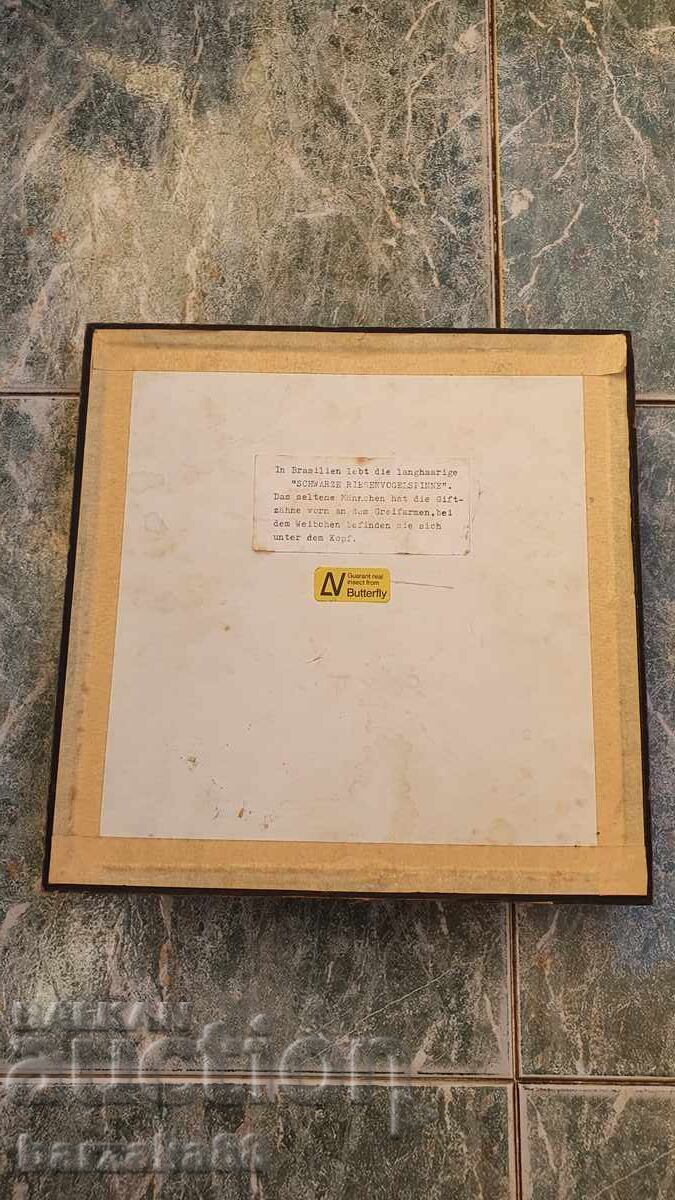 In Brasilien lebt die langhaarige
"SCHWARZE RIESENVOGELSPINNE".
Das seltene Männchen hat die Gift-
zähne vorn an den Greifarmen,bei
dem Weibchen befinden sie sich
unter dem Kopf.
Guarant real
insect from
Butterfly
BALKAN
auction
barzaka86